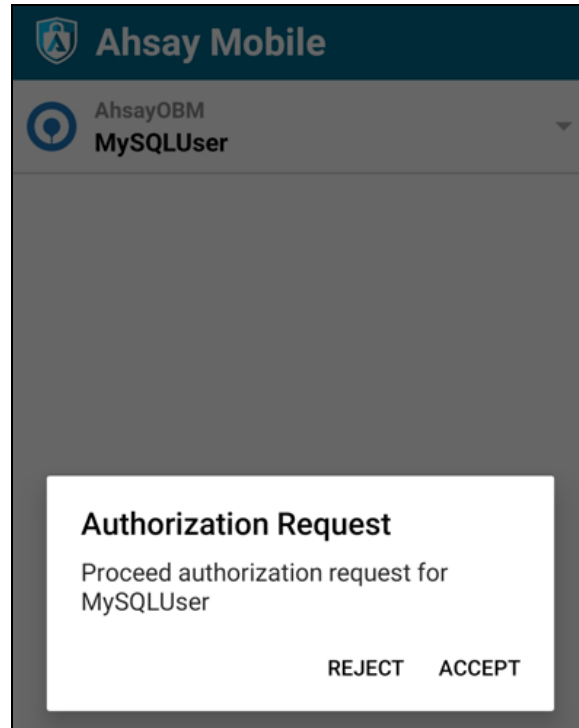 Ahsay Mobile
AhsayOBM
MySQLUser
Authorization Request
Proceed authorization request for
MySQLUser
REJECT ACCEPT